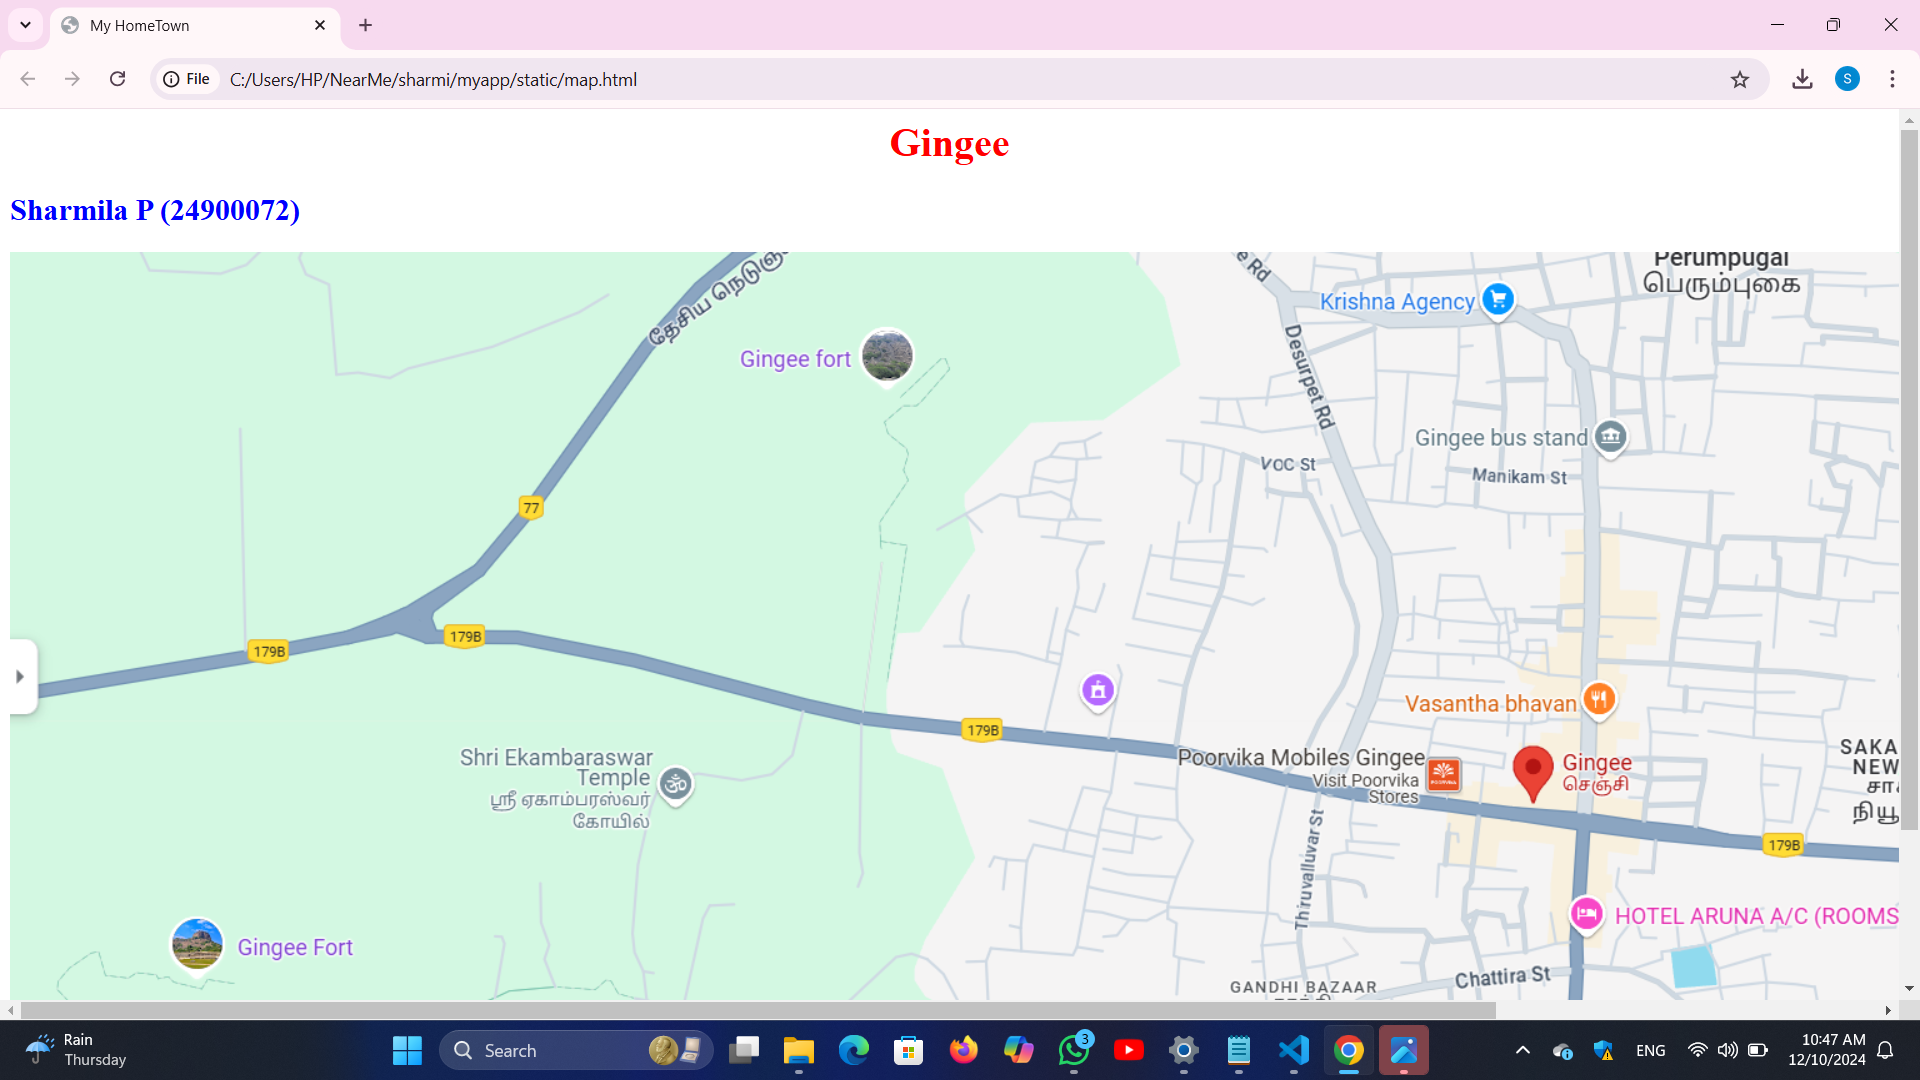 My HomeTown
File
C:/Users/HP/NearMe/sharmi/myapp/static/map.html
S
Gingee
Sharmila P (24900072)
தேசிய நெடுஞ்
e Rd
Perumpugal
பெரும்புகை
Krishna Agency
Gingee fort
Desurpet Rd
Gingee bus stand
VOC St
Manikam St
77
179B
179B
179B
Vasantha bhavan
Shri Ekambaraswar
Temple
ஸ்ரீ ஏகாம்பரஸ்வர்
கோயில்
Poorvika Mobiles Gingee
Visit Poorvika
Stores
POORVIKA
Gingee
செஞ்சி
SAKA
NEW
சா
நியூ
179B
Thiruvalluvar St
HOTEL ARUNA A/C (ROOMS
Gingee Fort
Chattira St
GANDHI BAZAAR
Rain
Thursday
Search
3
ENG
10:47 AM
12/10/2024